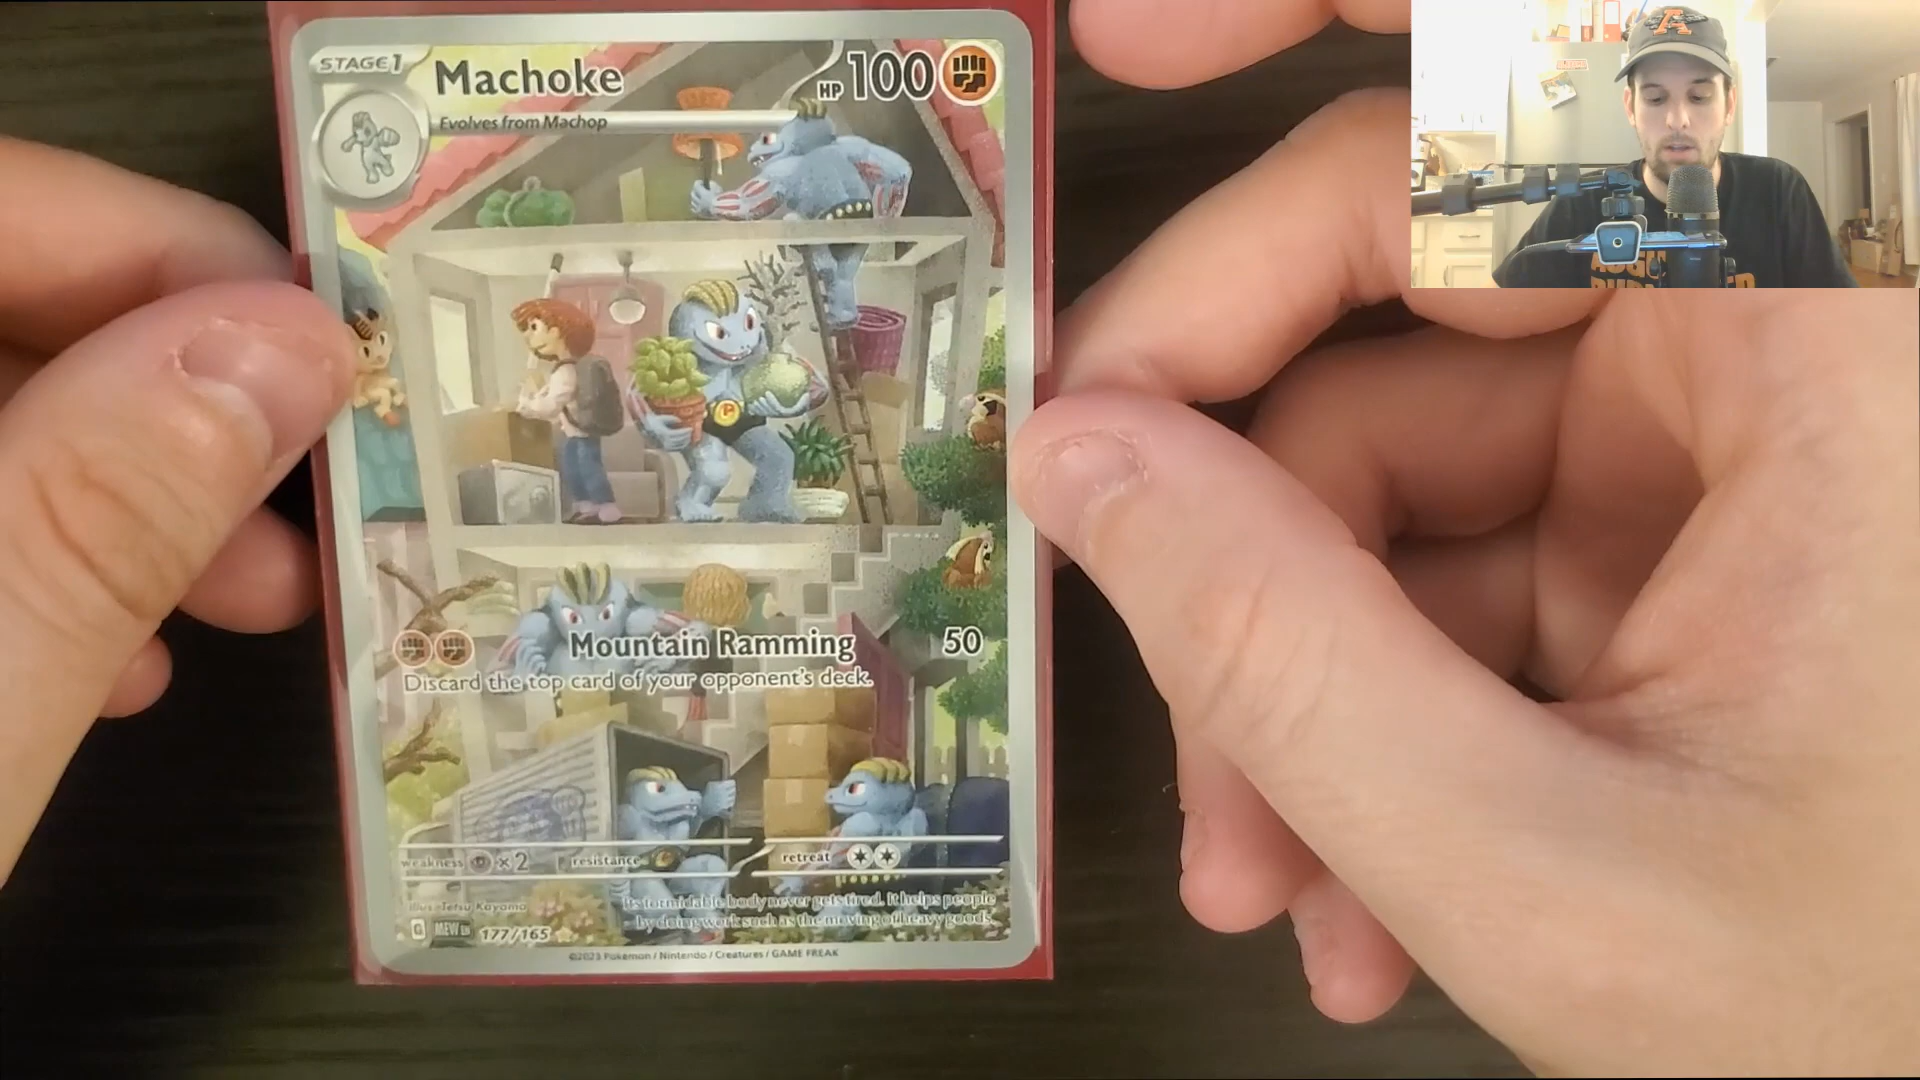 STAGE1
Machoke
HP 100
Evolves from Machop
Mountain Ramming 50
Discard the top card of your opponent's deck.
weakness ×2 resistance retreat
Illus. Tetsu Kayama
Its formidable body never gets tired. It helps people
by doing work such as the moving of heavy goods.
G MEW EN 177/165
©2023 Pokémon / Nintendo / Creatures / GAME FREAK
A